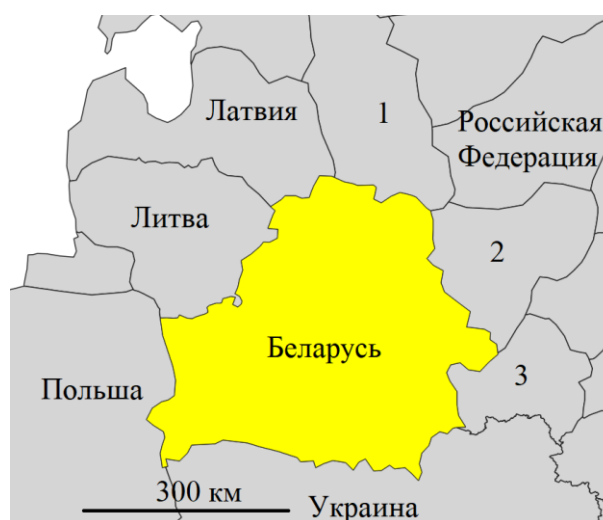 Латвия
1
Российская
Федерация
Литва
2
Беларусь
Польша
3
300 км
Украина